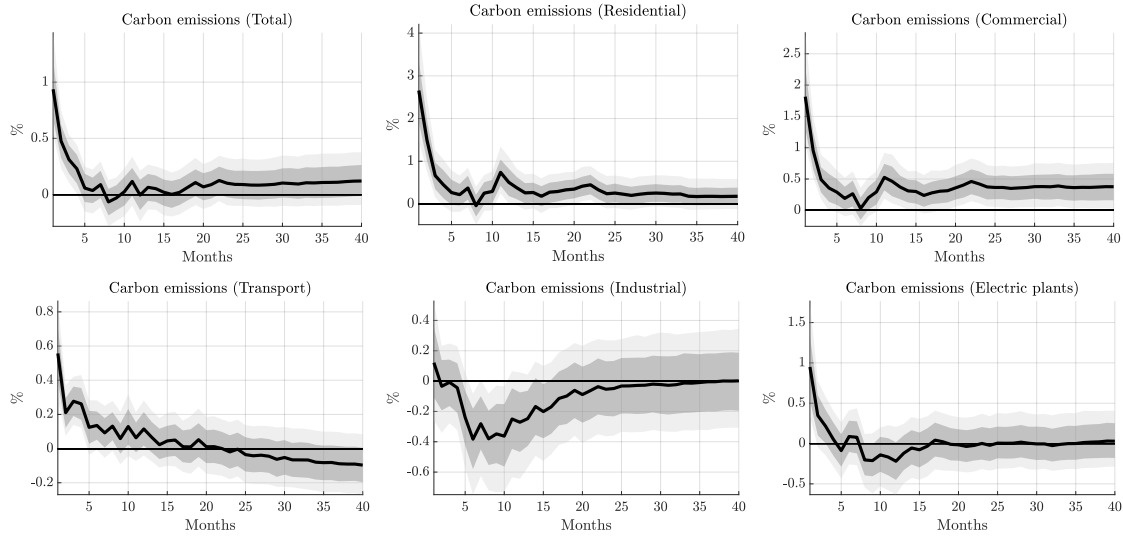 Carbon emissions (Total)
%
1
0.5
0
5 10 15 20 25 30 35 40
Months
Carbon emissions (Residential)
%
4
3
2
1
0
5 10 15 20 25 30 35 40
Months
Carbon emissions (Commercial)
%
2.5
2
1.5
1
0.5
0
5 10 15 20 25 30 35 40
Months
Carbon emissions (Transport)
%
0.8
0.6
0.4
0.2
0
-0.2
5 10 15 20 25 30 35 40
Months
Carbon emissions (Industrial)
%
0.4
0.2
0
-0.2
-0.4
-0.6
5 10 15 20 25 30 35 40
Months
Carbon emissions (Electric plants)
%
1.5
1
0.5
0
-0.5
5 10 15 20 25 30 35 40
Months